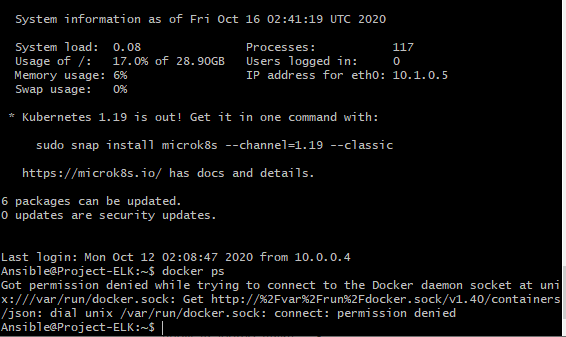 System information as of Fri Oct 16 02:41:19 UTC 2020
System load:  0.08              Processes:           117
Usage of /:   17.0% of 28.90GB   Users logged in:     0
Memory usage: 6%                IP address for eth0: 10.1.0.5
Swap usage:   0%
* Kubernetes 1.19 is out! Get it in one command with:
sudo snap install microk8s --channel=1.19 --classic
https://microk8s.io/ has docs and details.
6 packages can be updated.
0 updates are security updates.
Last login: Mon Oct 12 02:08:47 2020 from 10.0.0.4
Ansible@Project-ELK:~$ docker ps
Got permission denied while trying to connect to the Docker daemon socket at uni
x:///var/run/docker.sock: Get http://%2Fvar%2Frun%2Fdocker.sock/v1.40/containers
/json: dial unix /var/run/docker.sock: connect: permission denied
Ansible@Project-ELK:~$